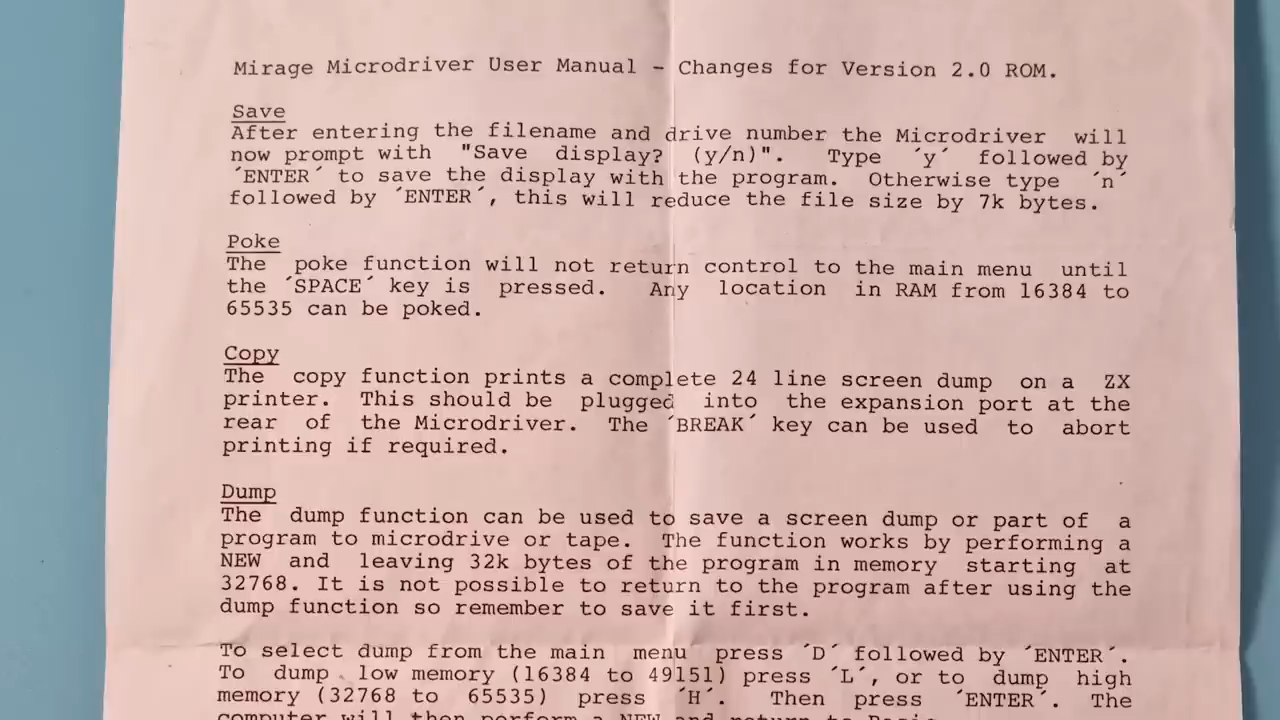 Mirage Microdriver User Manual - Changes for Version 2.0 ROM.
Save
After entering the filename and drive number the Microdriver will
now prompt with "Save display? (y/n)". Type ´y´ followed by
´ENTER´ to save the display with the program. Otherwise type ´n´
followed by ´ENTER´, this will reduce the file size by 7k bytes.
Poke
The poke function will not return control to the main menu until
the ´SPACE´ key is pressed. Any location in RAM from 16384 to
65535 can be poked.
Copy
The copy function prints a complete 24 line screen dump on a ZX
printer. This should be plugged into the expansion port at the
rear of the Microdriver. The ´BREAK´ key can be used to abort
printing if required.
Dump
The dump function can be used to save a screen dump or part of a
program to microdrive or tape. The function works by performing a
NEW and leaving 32k bytes of the program in memory starting at
32768. It is not possible to return to the program after using the
dump function so remember to save it first.
To select dump from the main menu press ´D´ followed by ´ENTER´.
To dump low memory (16384 to 49151) press ´L´, or to dump high
memory (32768 to 65535) press ´H´. Then press ´ENTER´. The
computer will then perform a NEW and return to Basic.